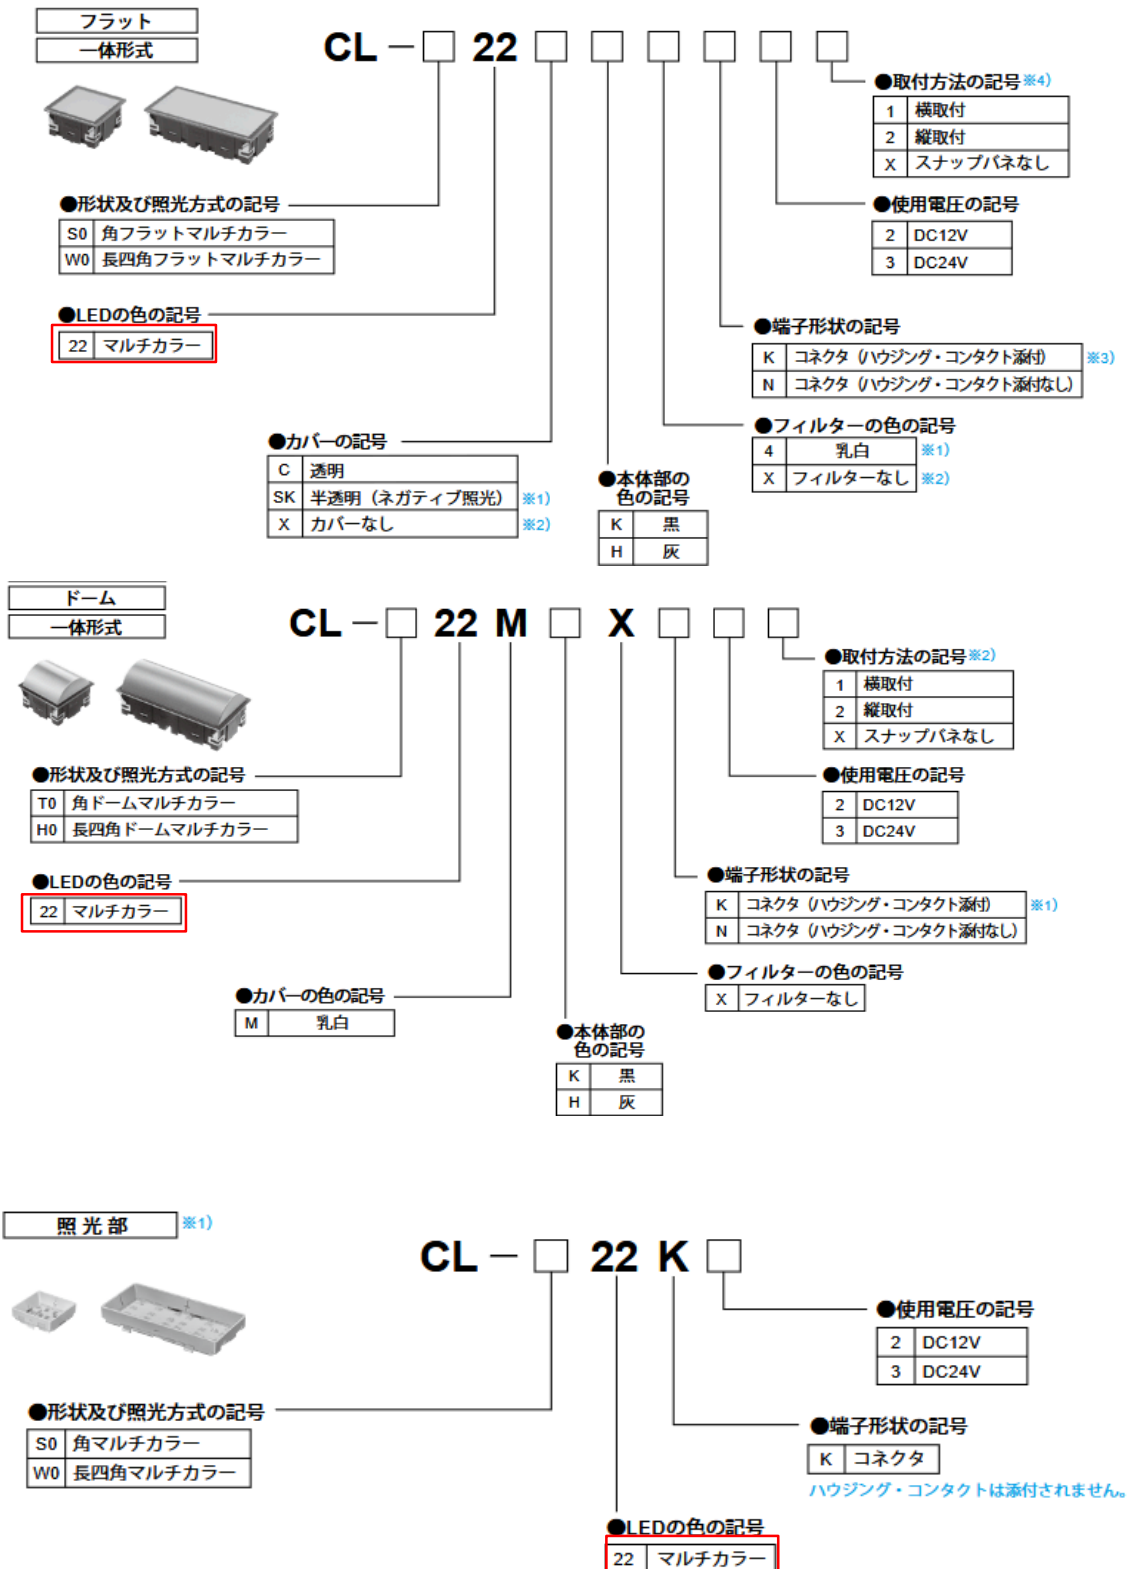 フラット
一体形式
CL － □ 22 □ □ □ □ □ □
●取付方法の記号※4)
1 横取付
2 縦取付
X スナップバネなし
●形状及び照光方式の記号
S0 角フラットマルチカラー
W0 長四角フラットマルチカラー
●使用電圧の記号
2 DC12V
3 DC24V
●LEDの色の記号
22 マルチカラー
●端子形状の記号
K コネクタ（ハウジング・コンタクト添付） ※3)
N コネクタ（ハウジング・コンタクト添付なし）
●カバーの記号
C 透明
SK 半透明（ネガティブ照光） ※1)
X カバーなし ※2)
●フィルターの色の記号
4 乳白 ※1)
X フィルターなし ※2)
●本体部の
色の記号
K 黒
H 灰
ドーム
一体形式
CL － □ 22 M □ X □ □ □
●取付方法の記号※2)
1 横取付
2 縦取付
X スナップバネなし
●形状及び照光方式の記号
T0 角ドームマルチカラー
H0 長四角ドームマルチカラー
●使用電圧の記号
2 DC12V
3 DC24V
●LEDの色の記号
22 マルチカラー
●端子形状の記号
K コネクタ（ハウジング・コンタクト添付） ※1)
N コネクタ（ハウジング・コンタクト添付なし）
●フィルターの色の記号
X フィルターなし
●カバーの色の記号
M 乳白
●本体部の
色の記号
K 黒
H 灰
照光部 ※1)
CL － □ 22 K □
●使用電圧の記号
2 DC12V
3 DC24V
●形状及び照光方式の記号
S0 角マルチカラー
W0 長四角マルチカラー
●端子形状の記号
K コネクタ
ハウジング・コンタクトは添付されません。
●LEDの色の記号
22 マルチカラー